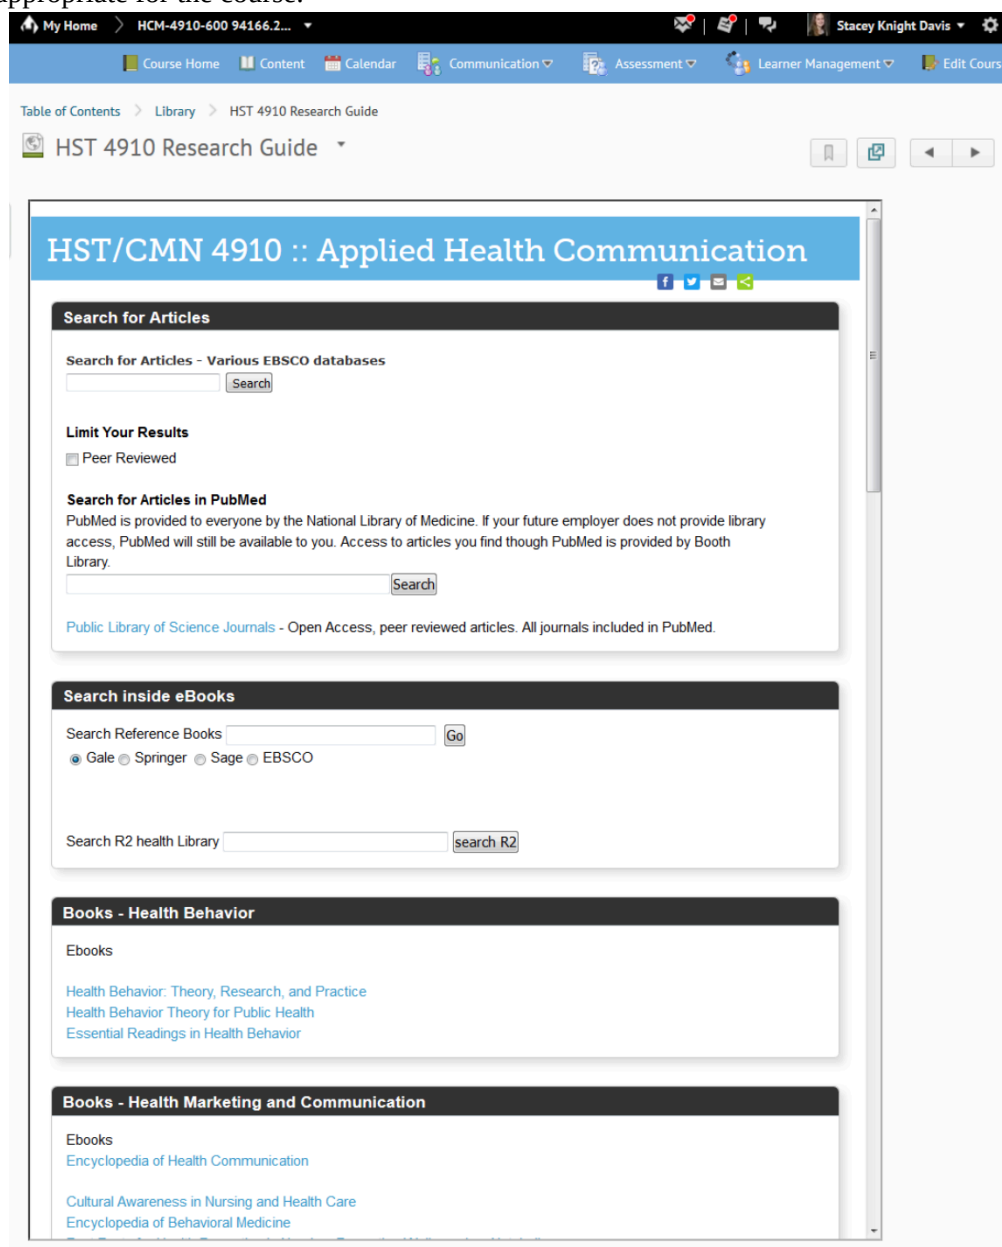 appropriate for the course.
My Home HCM-4910-600 94166.2... Stacey Knight Davis
Course Home Content Calendar Communication Assessment Learner Management Edit Cours
Table of Contents > Library > HST 4910 Research Guide
HST 4910 Research Guide
HST/CMN 4910 :: Applied Health Communication
Search for Articles
Search for Articles - Various EBSCO databases
Search
Limit Your Results
Peer Reviewed
Search for Articles in PubMed
PubMed is provided to everyone by the National Library of Medicine. If your future employer does not provide library
access, PubMed will still be available to you. Access to articles you find though PubMed is provided by Booth
Library.
Search
Public Library of Science Journals - Open Access, peer reviewed articles. All journals included in PubMed.
Search inside eBooks
Search Reference Books Go
Gale Springer Sage EBSCO
Search R2 health Library search R2
Books - Health Behavior
Ebooks
Health Behavior: Theory, Research, and Practice
Health Behavior Theory for Public Health
Essential Readings in Health Behavior
Books - Health Marketing and Communication
Ebooks
Encyclopedia of Health Communication
Cultural Awareness in Nursing and Health Care
Encyclopedia of Behavioral Medicine